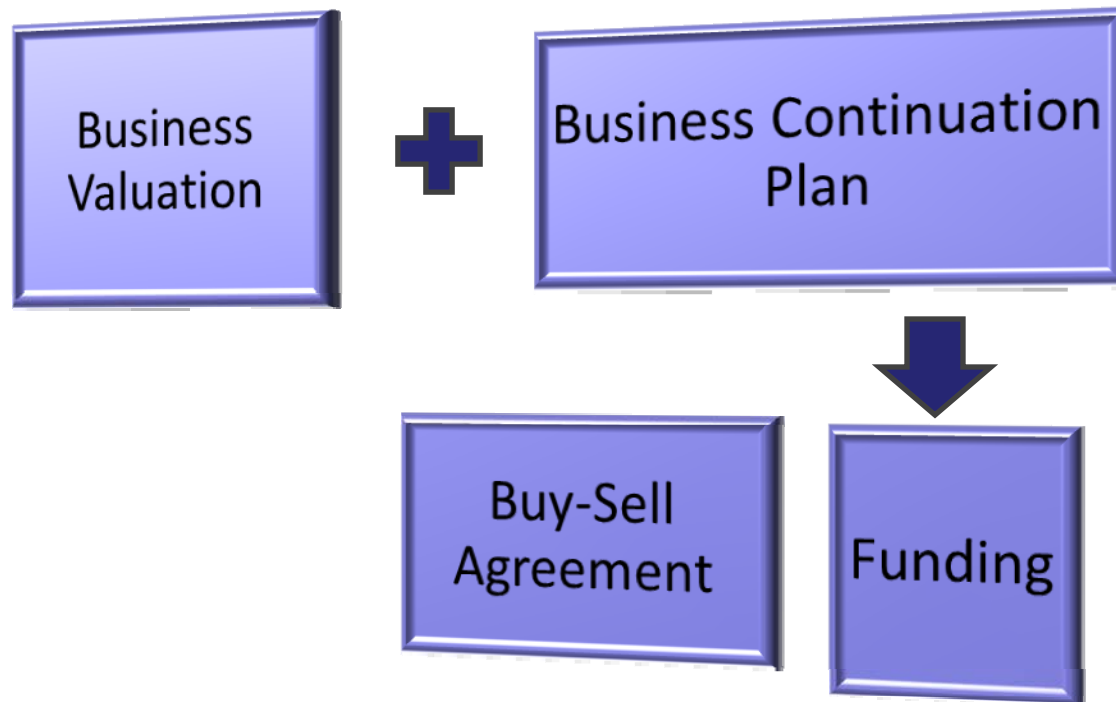 Business
Valuation
Business Continuation
Plan
Buy-Sell
Agreement
Funding